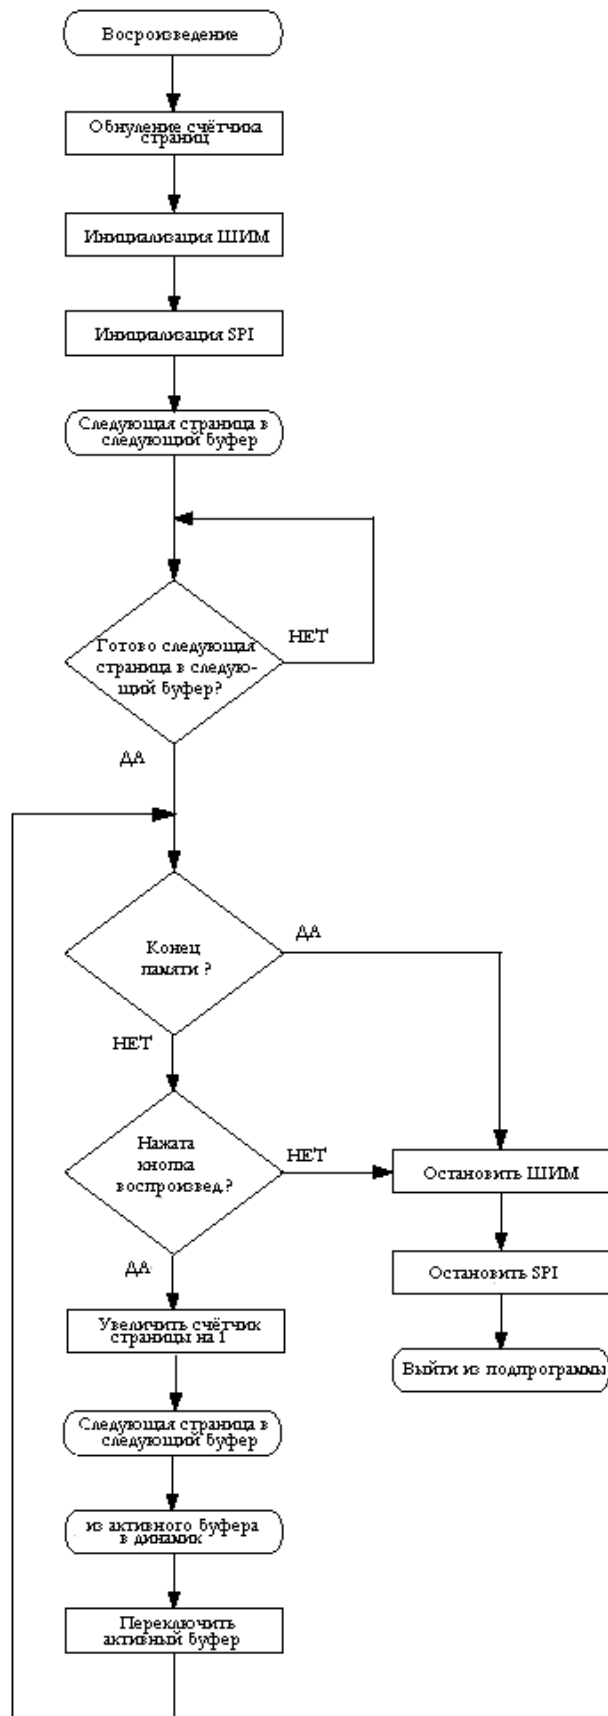 Восроизведение
Обнуление счётчика
страниц
Инициализация ШИМ
Инициализация SPI
Следующая страница в
следующий буфер
Готово следующая
страница в следую-
щий буфер?
НЕТ
ДА
Конец
памяти ?
ДА
НЕТ
Нажата
кнопка
воспроизвед.?
НЕТ
Остановить ШИМ
ДА
Остановить SPI
Увеличить счётчик
страницы на 1
Выйти из подпрограммы
Следующая страница в
следующий буфер
из активного буфера
в динамик
Переключить
активный буфер